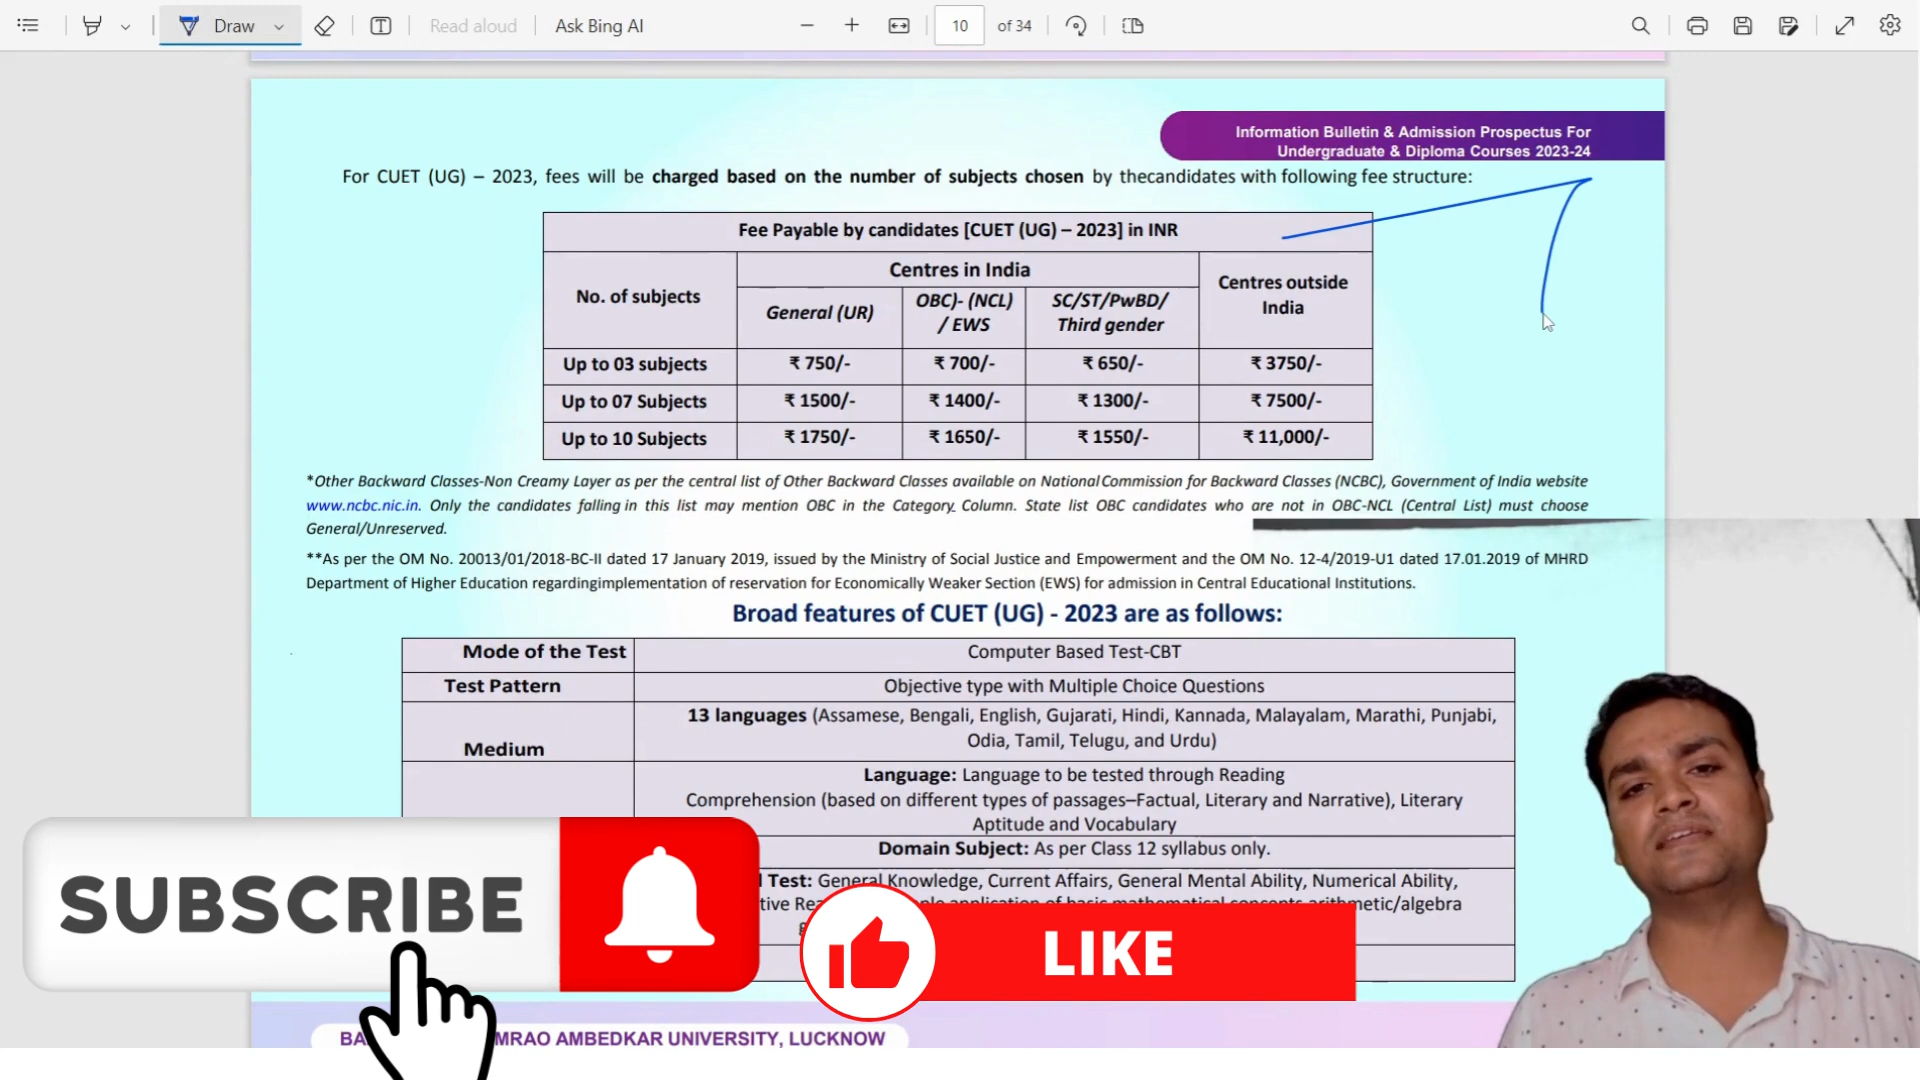 Draw
Read aloud
Ask Bing AI
10 of 34
Information Bulletin & Admission Prospectus For
Undergraduate & Diploma Courses 2023-24
For CUET (UG) – 2023, fees will be charged based on the number of subjects chosen by thecandidates with following fee structure:
Fee Payable by candidates [CUET (UG) – 2023] in INR
No. of subjects
Centres in India
Centres outside
India
General (UR)
OBC)- (NCL)
/ EWS
SC/ST/PwBD/
Third gender
Up to 03 subjects ₹ 750/- ₹ 700/- ₹ 650/- ₹ 3750/-
Up to 07 Subjects ₹ 1500/- ₹ 1400/- ₹ 1300/- ₹ 7500/-
Up to 10 Subjects ₹ 1750/- ₹ 1650/- ₹ 1550/- ₹ 11,000/-
*Other Backward Classes-Non Creamy Layer as per the central list of Other Backward Classes available on NationalCommission for Backward Classes (NCBC), Government of India website
www.ncbc.nic.in. Only the candidates falling in this list may mention OBC in the Category Column. State list OBC candidates who are not in OBC-NCL (Central List) must choose
General/Unreserved.
**As per the OM No. 20013/01/2018-BC-II dated 17 January 2019, issued by the Ministry of Social Justice and Empowerment and the OM No. 12-4/2019-U1 dated 17.01.2019 of MHRD
Department of Higher Education regardingimplementation of reservation for Economically Weaker Section (EWS) for admission in Central Educational Institutions.
Broad features of CUET (UG) - 2023 are as follows:
Mode of the Test Computer Based Test-CBT
Test Pattern Objective type with Multiple Choice Questions
Medium
13 languages (Assamese, Bengali, English, Gujarati, Hindi, Kannada, Malayalam, Marathi, Punjabi,
Odia, Tamil, Telugu, and Urdu)
Language: Language to be tested through Reading
Comprehension (based on different types of passages–Factual, Literary and Narrative), Literary
Aptitude and Vocabulary
Domain Subject: As per Class 12 syllabus only.
Test: General Knowledge, Current Affairs, General Mental Ability, Numerical Ability,
application of basic mathematical concepts arithmetic/algebra
SUBSCRIBE
LIKE
AMBEDKAR UNIVERSITY, LUCKNOW